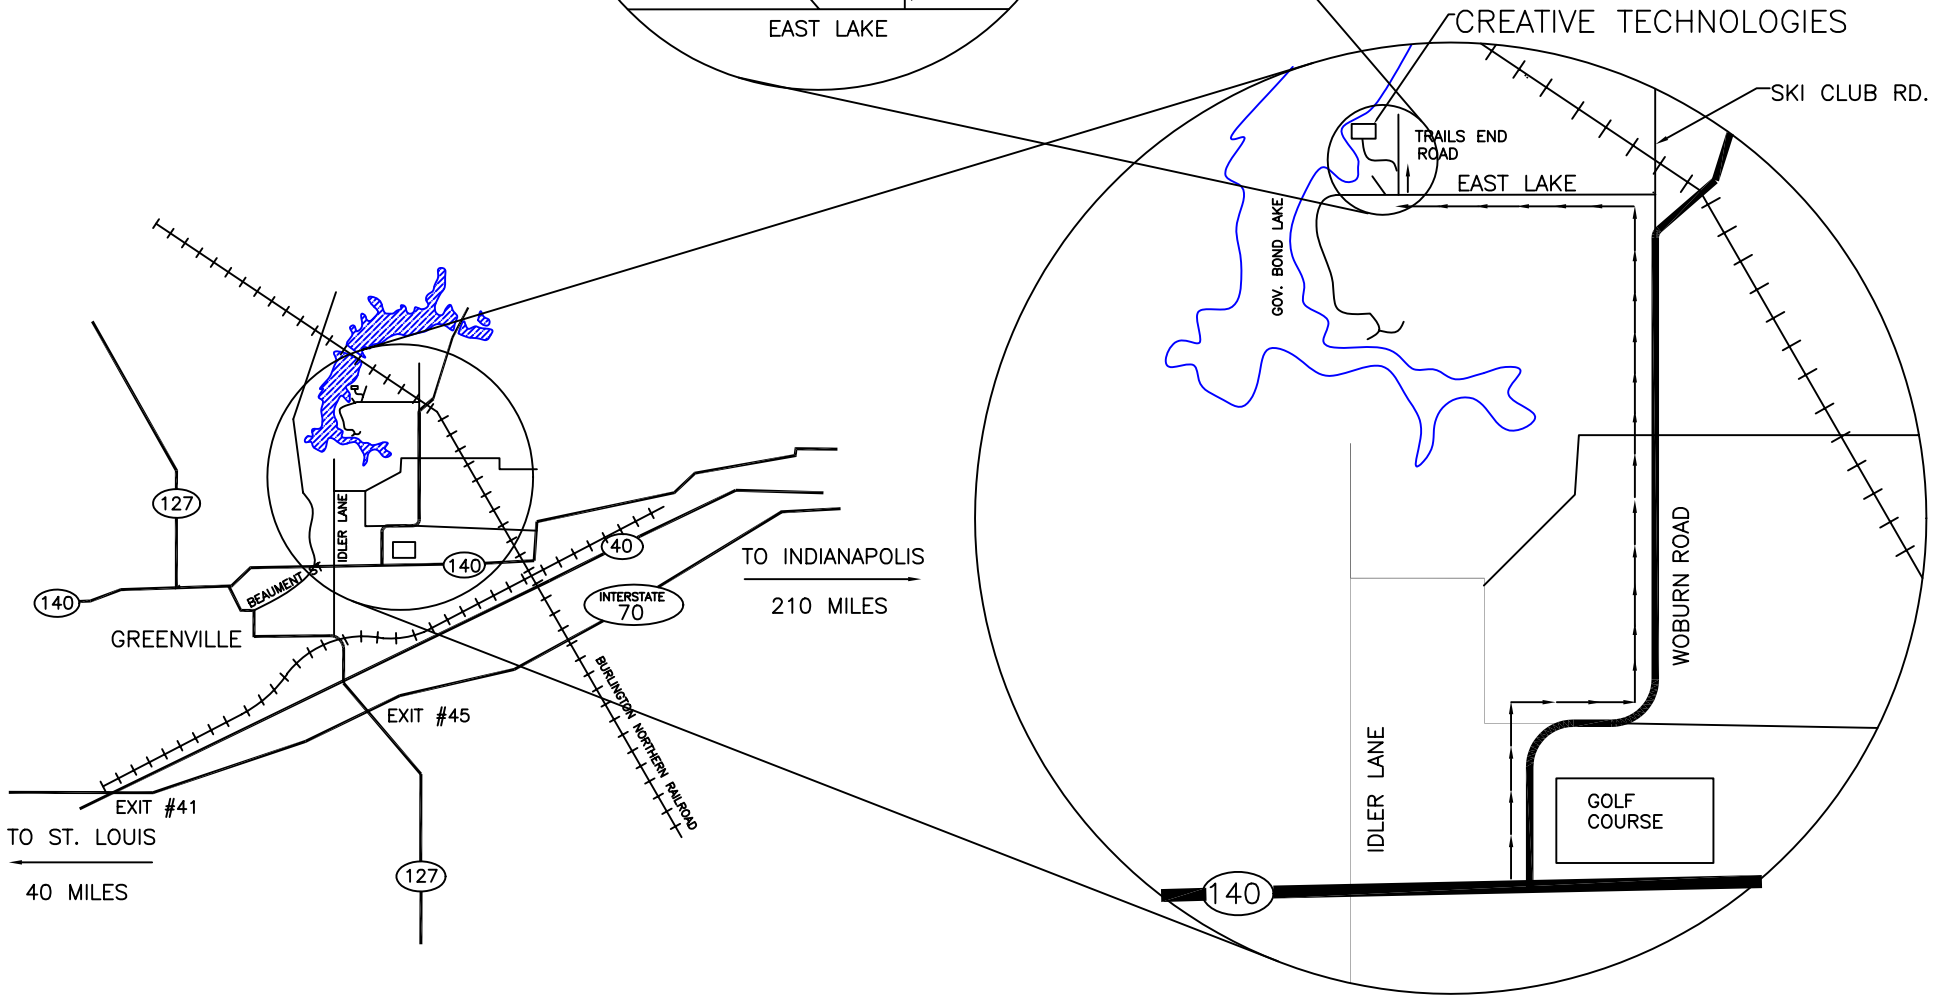 EAST LAKE
CREATIVE TECHNOLOGIES
SKI CLUB RD.
TRAILS END
ROAD
EAST LAKE
GOV. BOND LAKE
127
IDLER LANE
40
140
TO INDIANAPOLIS
210 MILES
BEAUMENT ST
140
INTERSTATE
70
GREENVILLE
BURLINGTON NORTHERN RAILROAD
EXIT #45
EXIT #41
TO ST. LOUIS
40 MILES
127
WOBURN ROAD
IDLER LANE
GOLF
COURSE
140